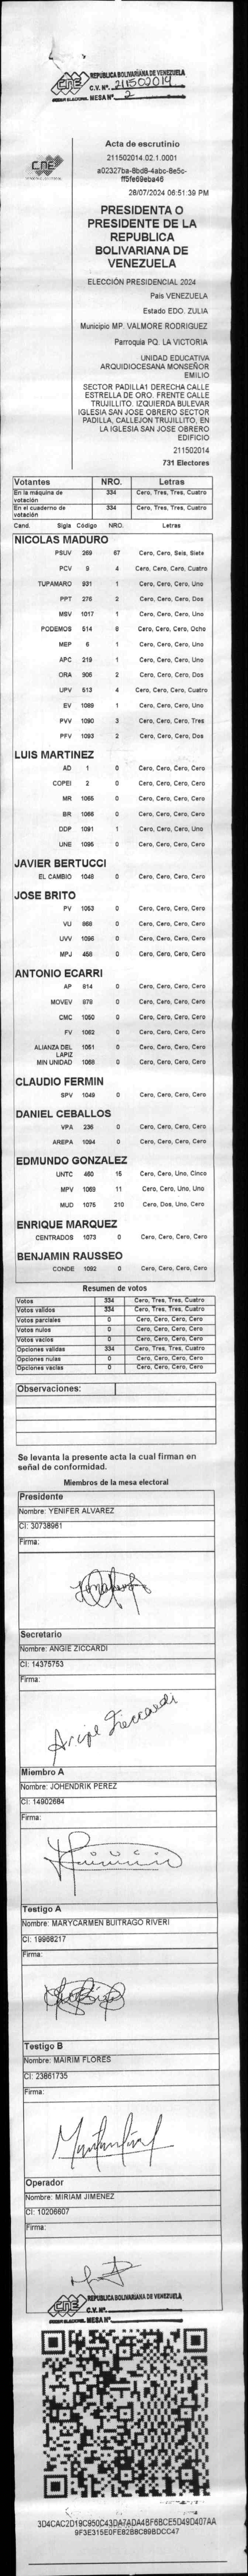 CNE REPUBLICA BOLIVARIANA DE VENEZUELA
C.V. Nº. 211502014
PODER ELECTORAL MESA Nº 2
CNE
Acta de escrutinio
211502014.02.1.0001
a02327ba-8bd8-4abc-8e5c-
ff5fe69eba46
28/07/2024 06:51:39 PM
PRESIDENTA O
PRESIDENTE DE LA
REPUBLICA
BOLIVARIANA DE
VENEZUELA
ELECCIÓN PRESIDENCIAL 2024
País VENEZUELA
Estado EDO. ZULIA
Municipio MP. VALMORE RODRIGUEZ
Parroquia PQ. LA VICTORIA
UNIDAD EDUCATIVA
ARQUIDIOCESANA MONSEÑOR
EMILIO
SECTOR PADILLA1 DERECHA CALLE
ESTRELLA DE ORO. FRENTE CALLE
TRUJILLITO. IZQUIERDA BULEVAR
IGLESIA SAN JOSE OBRERO SECTOR
PADILLA, CALLEJON TRUJILLITO, EN
LA IGLESIA SAN JOSE OBRERO
EDIFICIO
211502014
731 Electores
Votantes NRO. Letras
En la máquina de votación 334 Cero, Tres, Tres, Cuatro
En el cuaderno de votación 334 Cero, Tres, Tres, Cuatro
Cand. Sigla Código NRO. Letras
NICOLAS MADURO
PSUV 269 67 Cero, Cero, Seis, Siete
PCV 9 4 Cero, Cero, Cero, Cuatro
TUPAMARO 931 1 Cero, Cero, Cero, Uno
PPT 276 2 Cero, Cero, Cero, Dos
MSV 1017 1 Cero, Cero, Cero, Uno
PODEMOS 514 8 Cero, Cero, Cero, Ocho
MEP 6 1 Cero, Cero, Cero, Uno
APC 219 1 Cero, Cero, Cero, Uno
ORA 906 2 Cero, Cero, Cero, Dos
UPV 513 4 Cero, Cero, Cero, Cuatro
EV 1089 1 Cero, Cero, Cero, Uno
PVV 1090 3 Cero, Cero, Cero, Tres
PFV 1093 2 Cero, Cero, Cero, Dos
LUIS MARTINEZ
AD 1 0 Cero, Cero, Cero, Cero
COPEI 2 0 Cero, Cero, Cero, Cero
MR 1065 0 Cero, Cero, Cero, Cero
BR 1066 0 Cero, Cero, Cero, Cero
DDP 1091 1 Cero, Cero, Cero, Uno
UNE 1095 0 Cero, Cero, Cero, Cero
JAVIER BERTUCCI
EL CAMBIO 1048 0 Cero, Cero, Cero, Cero
JOSE BRITO
PV 1053 0 Cero, Cero, Cero, Cero
VU 868 0 Cero, Cero, Cero, Cero
UVV 1096 0 Cero, Cero, Cero, Cero
MPJ 458 0 Cero, Cero, Cero, Cero
ANTONIO ECARRI
AP 814 0 Cero, Cero, Cero, Cero
MOVEV 879 0 Cero, Cero, Cero, Cero
CMC 1050 0 Cero, Cero, Cero, Cero
FV 1062 0 Cero, Cero, Cero, Cero
ALIANZA DEL LAPIZ 1051 0 Cero, Cero, Cero, Cero
MIN UNIDAD 1068 0 Cero, Cero, Cero, Cero
CLAUDIO FERMIN
SPV 1049 0 Cero, Cero, Cero, Cero
DANIEL CEBALLOS
VPA 236 0 Cero, Cero, Cero, Cero
AREPA 1094 0 Cero, Cero, Cero, Cero
EDMUNDO GONZALEZ
UNTC 460 15 Cero, Cero, Uno, Cinco
MPV 1069 11 Cero, Cero, Uno, Uno
MUD 1075 210 Cero, Dos, Uno, Cero
ENRIQUE MARQUEZ
CENTRADOS 1073 0 Cero, Cero, Cero, Cero
BENJAMIN RAUSSEO
CONDE 1092 0 Cero, Cero, Cero, Cero
Resumen de votos
Votos 334 Cero, Tres, Tres, Cuatro
Votos validos 334 Cero, Tres, Tres, Cuatro
Votos parciales 0 Cero, Cero, Cero, Cero
Votos nulos 0 Cero, Cero, Cero, Cero
Votos vacios 0 Cero, Cero, Cero, Cero
Opciones validas 334 Cero, Tres, Tres, Cuatro
Opciones nulas 0 Cero, Cero, Cero, Cero
Opciones vacias 0 Cero, Cero, Cero, Cero
Observaciones:
Se levanta la presente acta la cual firman en
señal de conformidad.
Miembros de la mesa electoral
Presidente
Nombre: YENIFER ALVAREZ
CI: 30738961
Firma:
Secretario
Nombre: ANGIE ZICCARDI
CI: 14375753
Firma:
Angie Ziccardi
Miembro A
Nombre: JOHENDRIK PEREZ
CI: 14902684
Firma:
Testigo A
Nombre: MARYCARMEN BUITRAGO RIVERI
CI: 19968217
Firma:
Testigo B
Nombre: MAIRIM FLORES
CI: 23861735
Firma:
Operador
Nombre: MIRIAM JIMENEZ
CI: 10206607
Firma:
CNE REPUBLICA BOLIVARIANA DE VENEZUELA
C.V. Nº.
PODER ELECTORAL MESA Nº
3D4CAC2D19C950C43DA7ADA4BF6BCE5D49D407AA
9F3E315E0FE82B8C89BDCC47